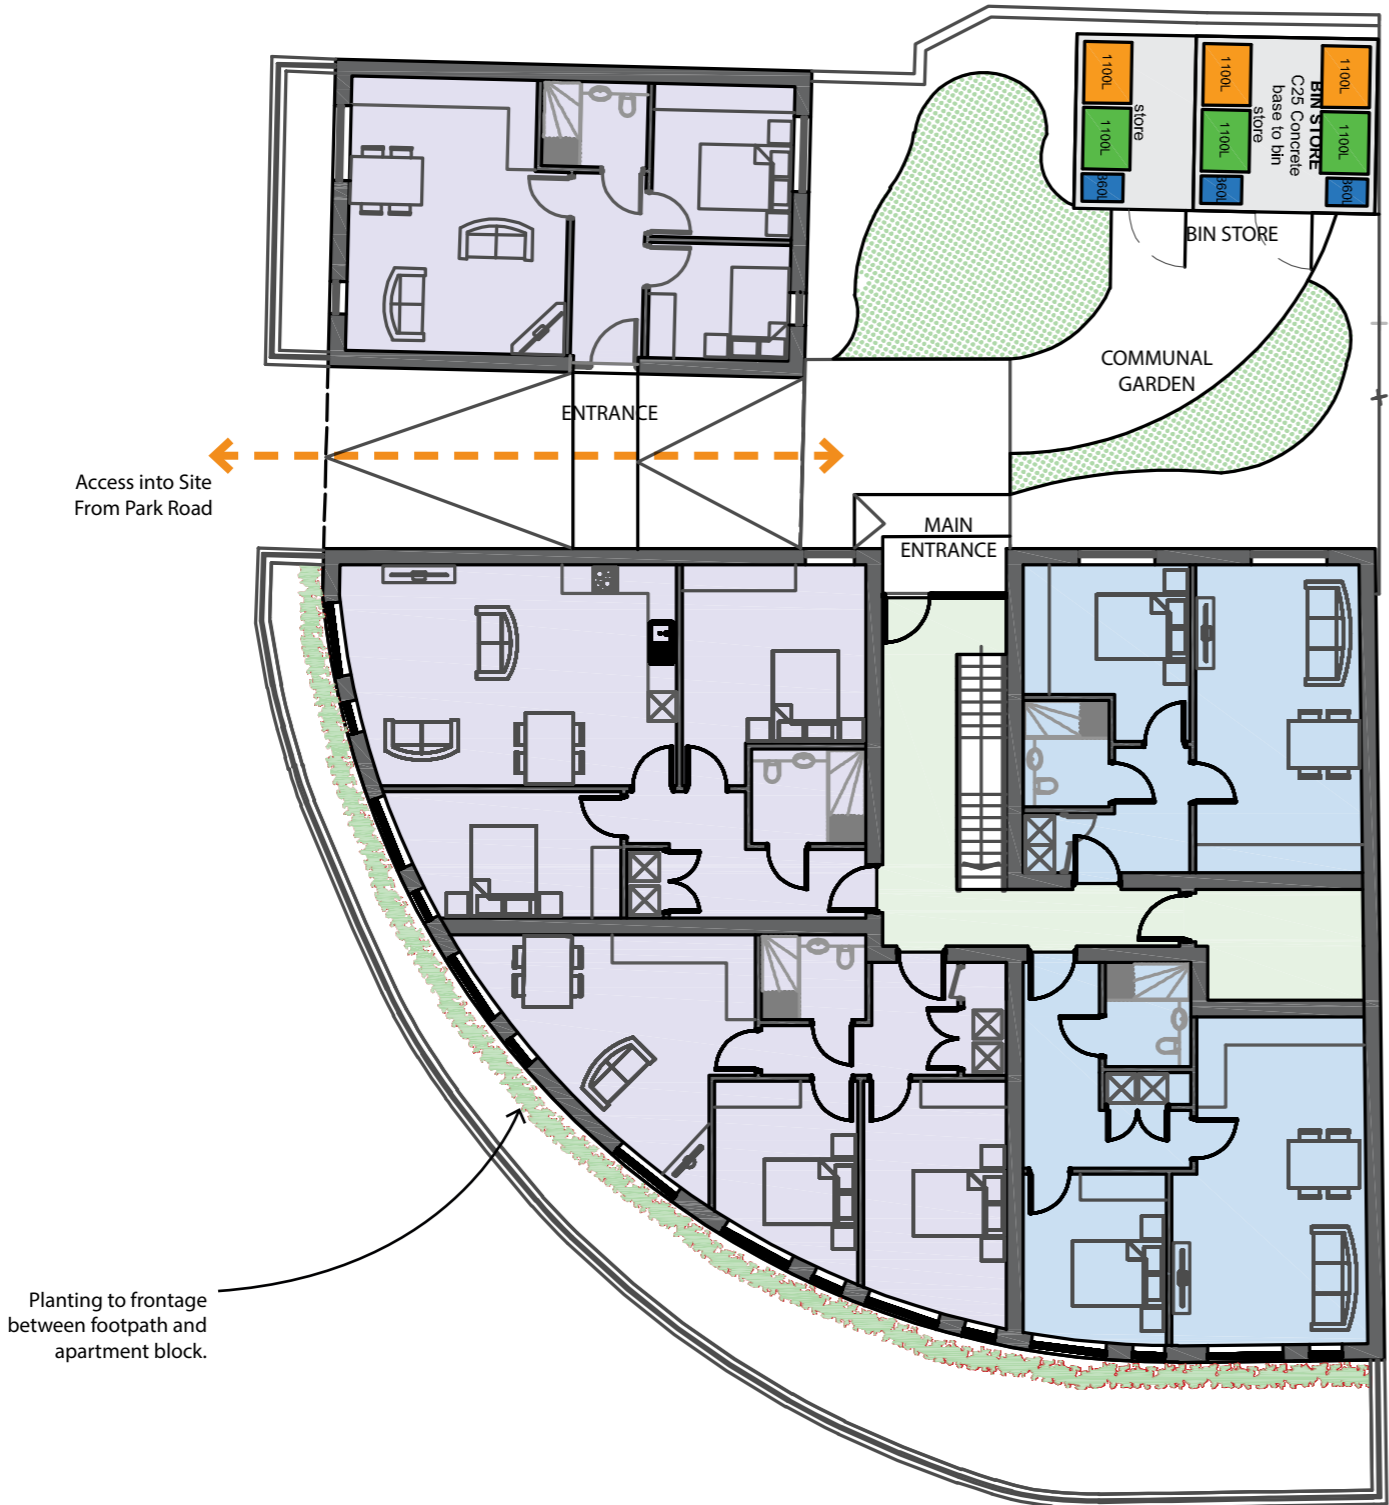 1100L
1100L
1100L
BIN STORE
C25 Concrete
base to bin
store
store
1100L
1100L
1100L
360L
360L
360L
BIN STORE
COMMUNAL
GARDEN
ENTRANCE
Access into Site
From Park Road
MAIN
ENTRANCE
Planting to frontage
between footpath and
apartment block.